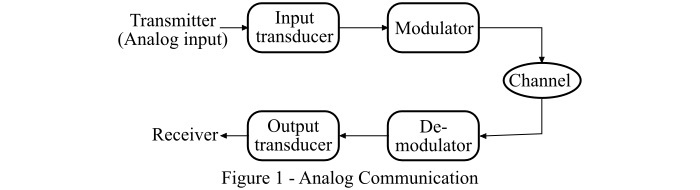 Transmitter
(Analog input)
Input
transducer
Modulator
Channel
De-
modulator
Output
transducer
Receiver
Figure 1 - Analog Communication